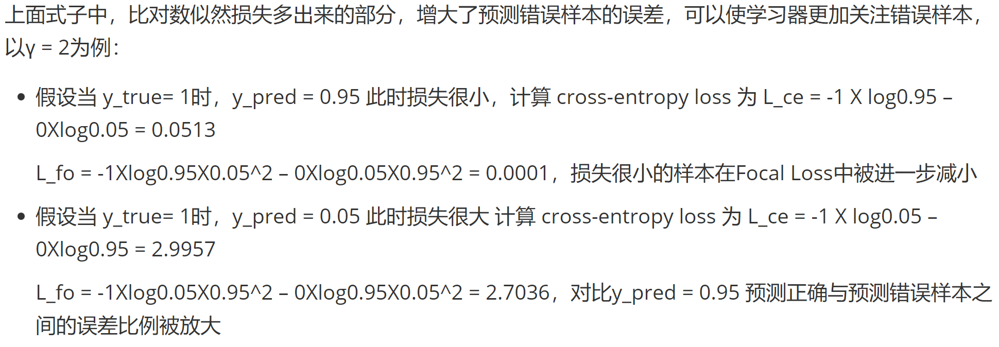 上面式子中，比对数似然损失多出来的部分，增大了预测错误样本的误差，可以使学习器更加关注错误样本，
以γ = 2为例：
• 假设当 y_true= 1时，y_pred = 0.95 此时损失很小，计算 cross-entropy loss 为 L_ce = -1 X log0.95 –
0Xlog0.05 = 0.0513
L_fo = -1Xlog0.95X0.05^2 – 0Xlog0.05X0.95^2 = 0.0001，损失很小的样本在Focal Loss中被进一步减小
• 假设当 y_true= 1时，y_pred = 0.05 此时损失很大 计算 cross-entropy loss 为 L_ce = -1 X log0.05 –
0Xlog0.95 = 2.9957
L_fo = -1Xlog0.05X0.95^2 – 0Xlog0.95X0.05^2 = 2.7036，对比y_pred = 0.95 预测正确与预测错误样本之
间的误差比例被放大